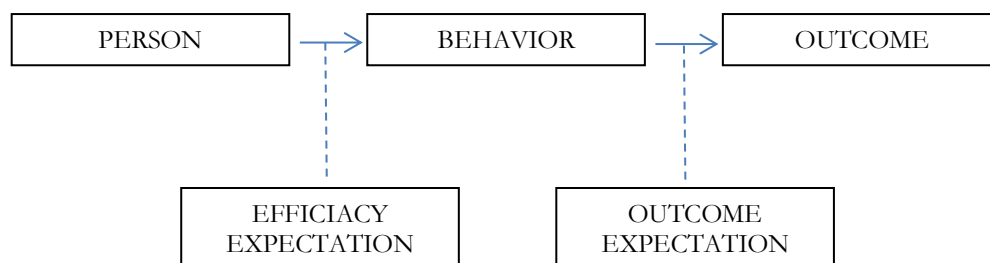 PERSON
BEHAVIOR
OUTCOME
EFFICIACY
EXPECTATION
OUTCOME
EXPECTATION